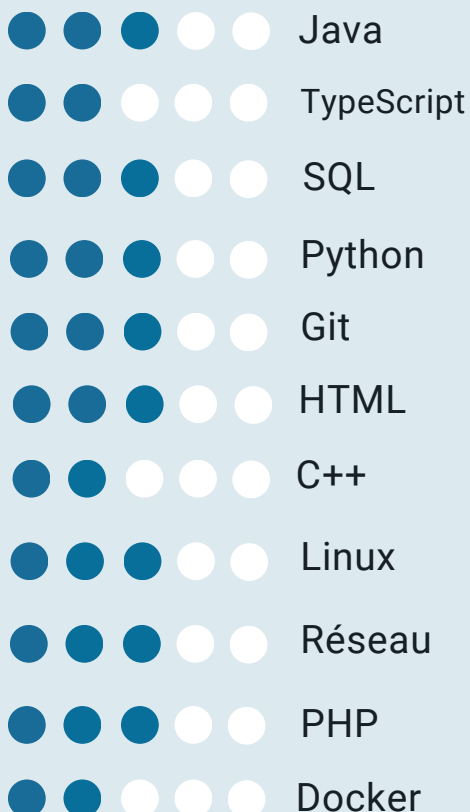 Java
TypeScript
SQL
Python
Git
HTML
C++
Linux
Réseau
PHP
Docker